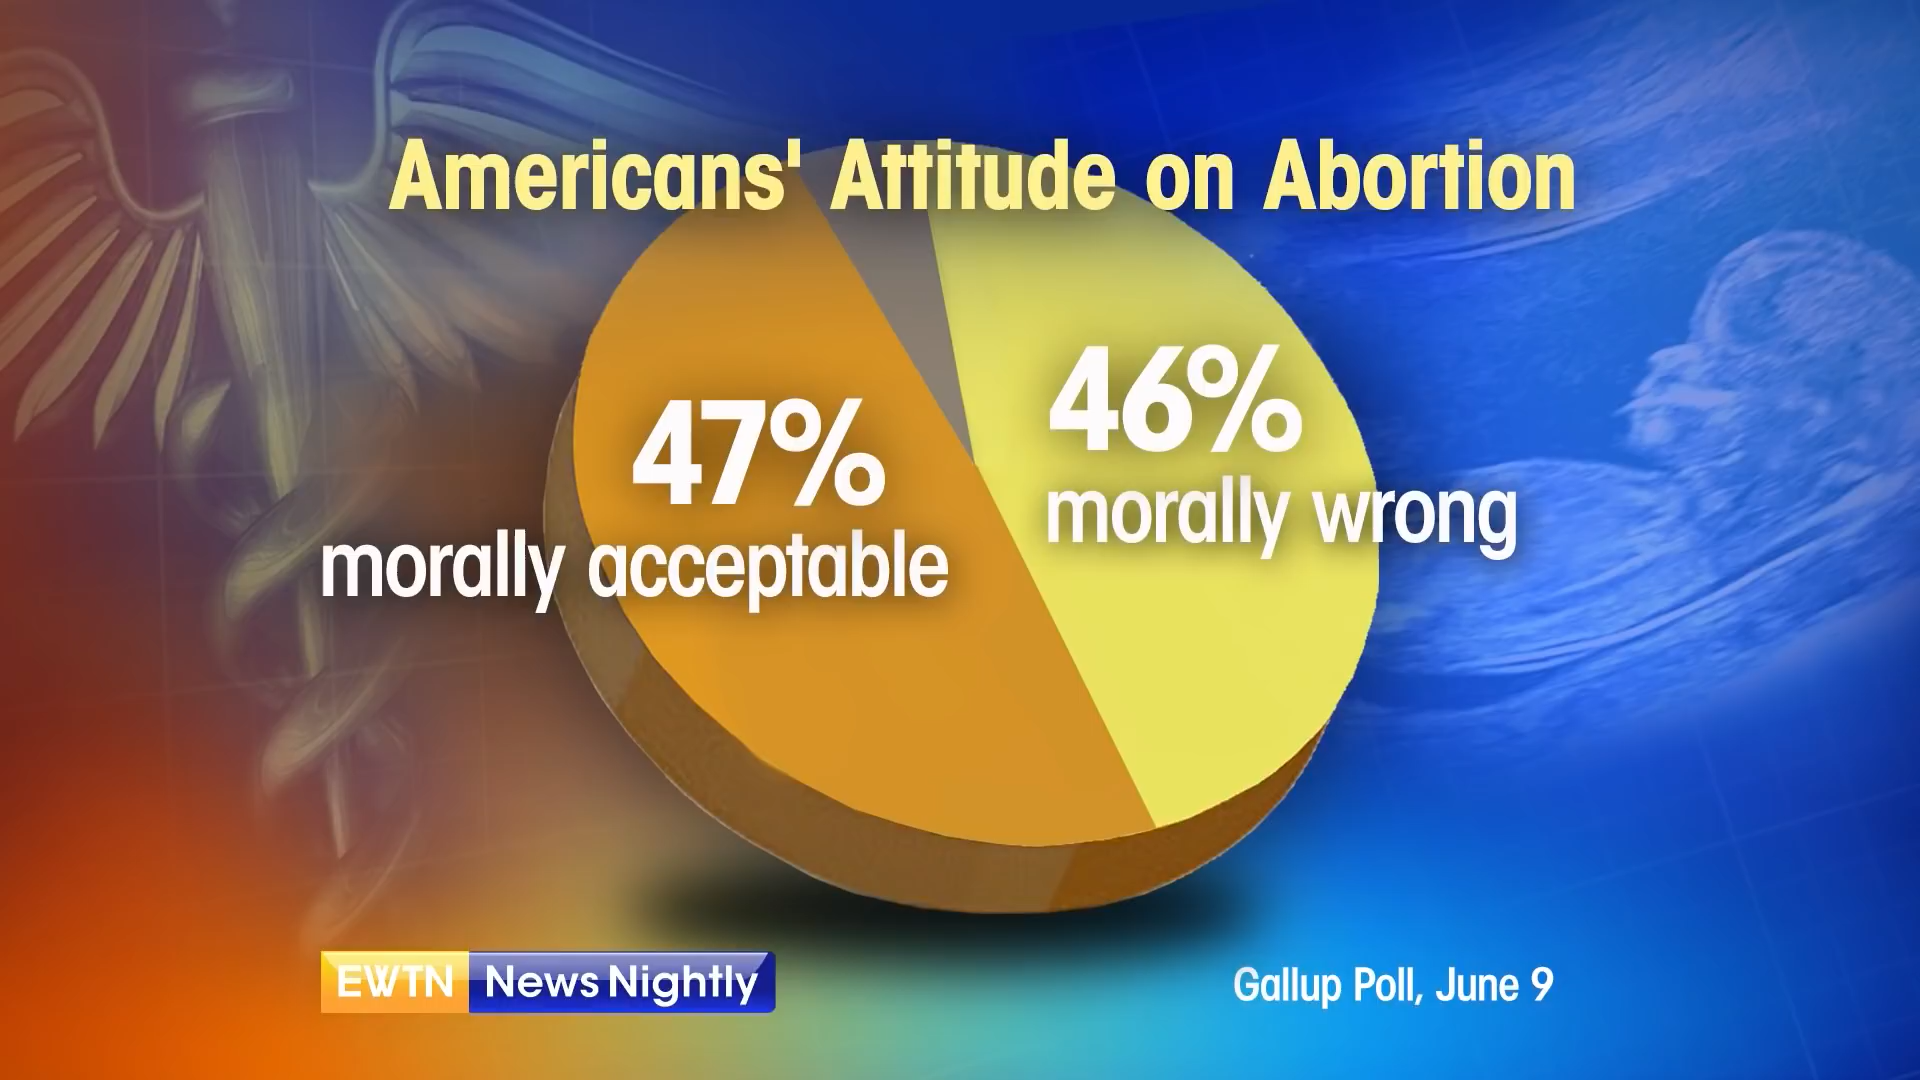 Americans' Attitude on Abortion
47%
morally acceptable
46%
morally wrong
EWTN News Nightly
Gallup Poll, June 9